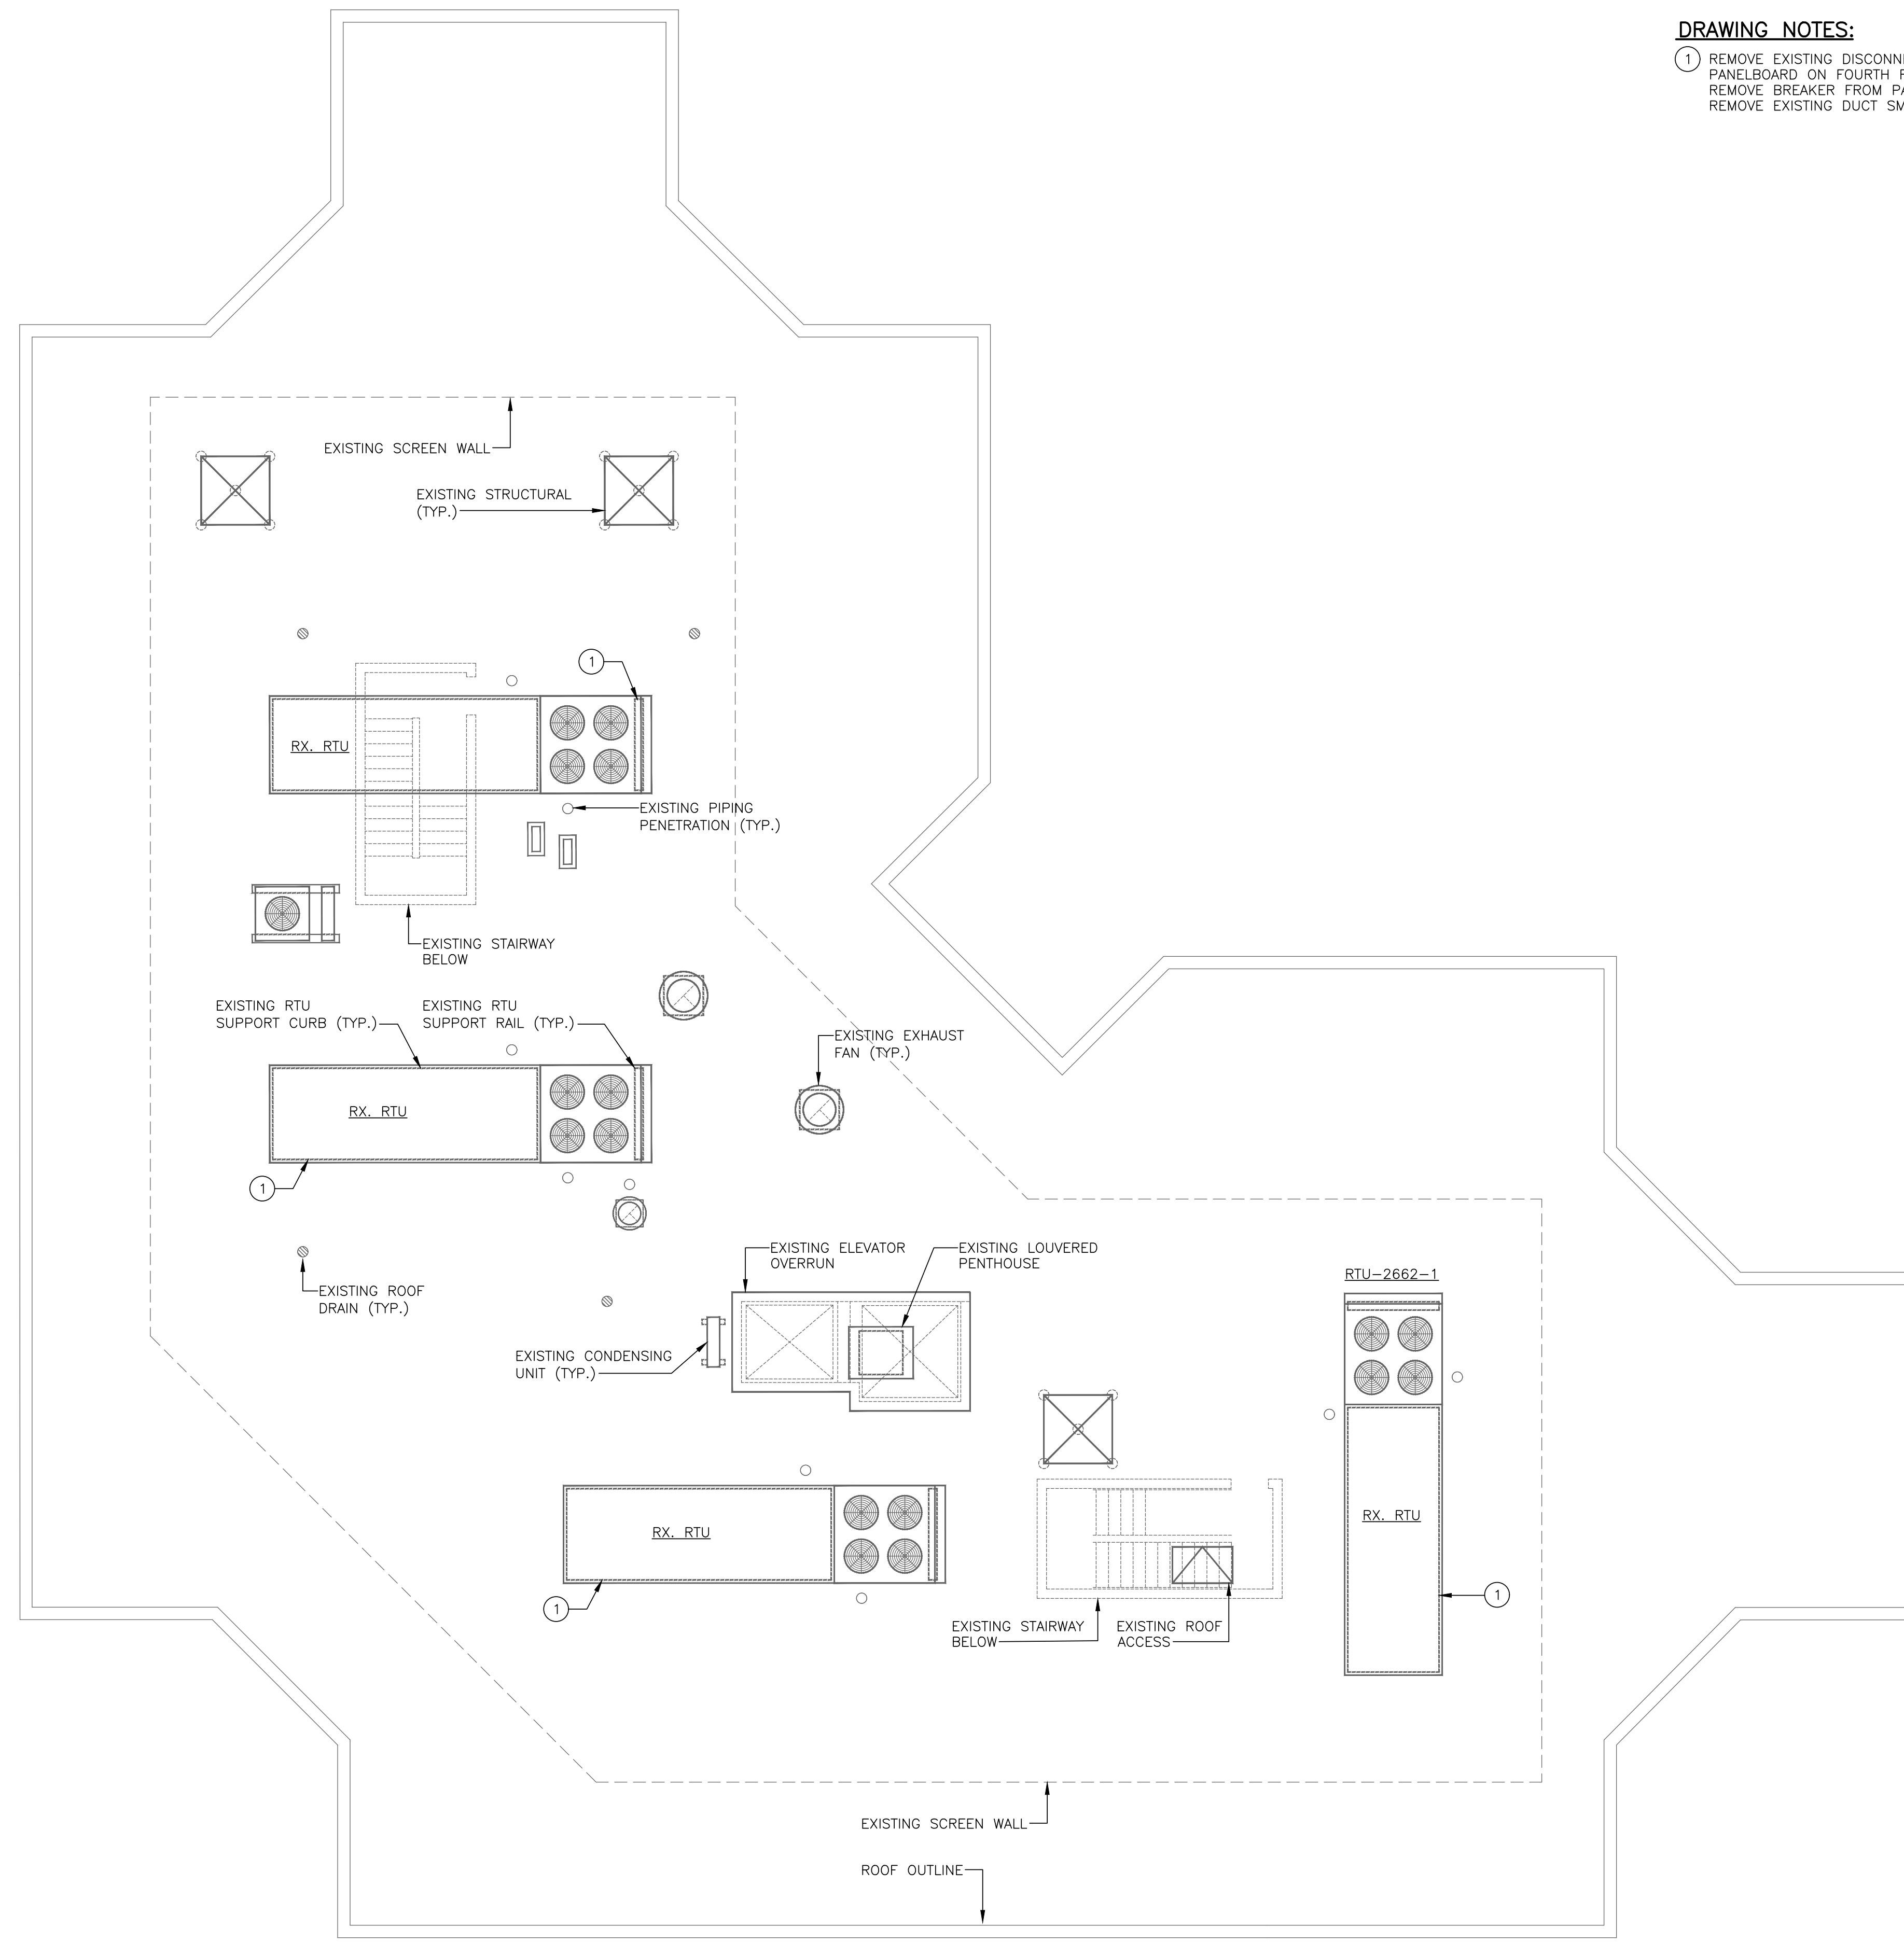 DRAWING NOTES:
1 REMOVE EXISTING DISCONN
PANELBOARD ON FOURTH
REMOVE BREAKER FROM
REMOVE EXISTING DUCT
EXISTING SCREEN WALL
EXISTING STRUCTURAL
(TYP.)
1
RX. RTU
EXISTING PIPING
PENETRATION (TYP.)
EXISTING STAIRWAY
BELOW
EXISTING RTU
SUPPORT CURB (TYP.)
EXISTING RTU
SUPPORT RAIL (TYP.)
EXISTING EXHAUST
FAN (TYP.)
RX. RTU
1
EXISTING ELEVATOR
OVERRUN
EXISTING LOUVERED
PENTHOUSE
RTU-2662-1
EXISTING ROOF
DRAIN (TYP.)
EXISTING CONDENSING
UNIT (TYP.)
RX. RTU
RX. RTU
1
1
EXISTING STAIRWAY
BELOW
EXISTING ROOF
ACCESS
EXISTING SCREEN WALL
ROOF OUTLINE